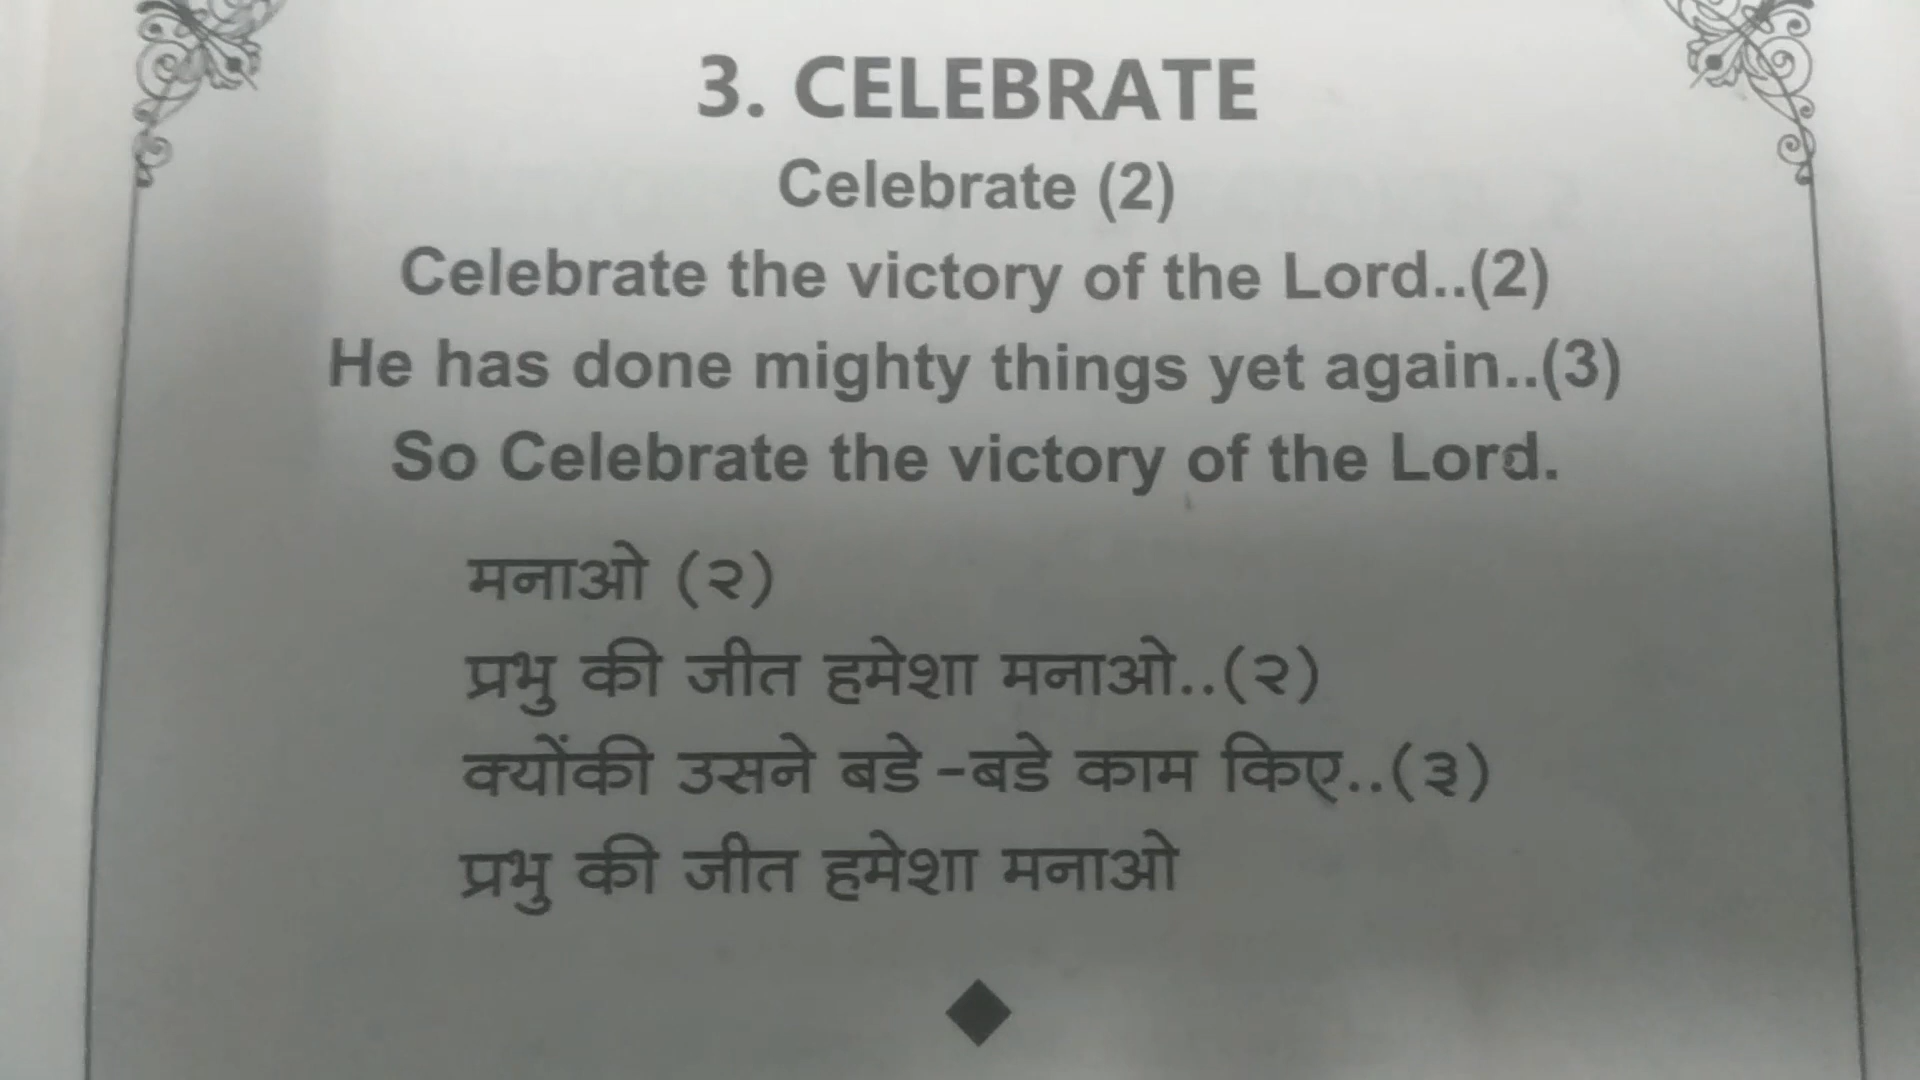 3. CELEBRATE
Celebrate (2)
Celebrate the victory of the Lord..(2)
He has done mighty things yet again..(3)
So Celebrate the victory of the Lord.
मनाओ (२)
प्रभु की जीत हमेशा मनाओ..(२)
क्योंकी उसने बडे -बडे काम किए..(३)
प्रभु की जीत हमेशा मनाओ